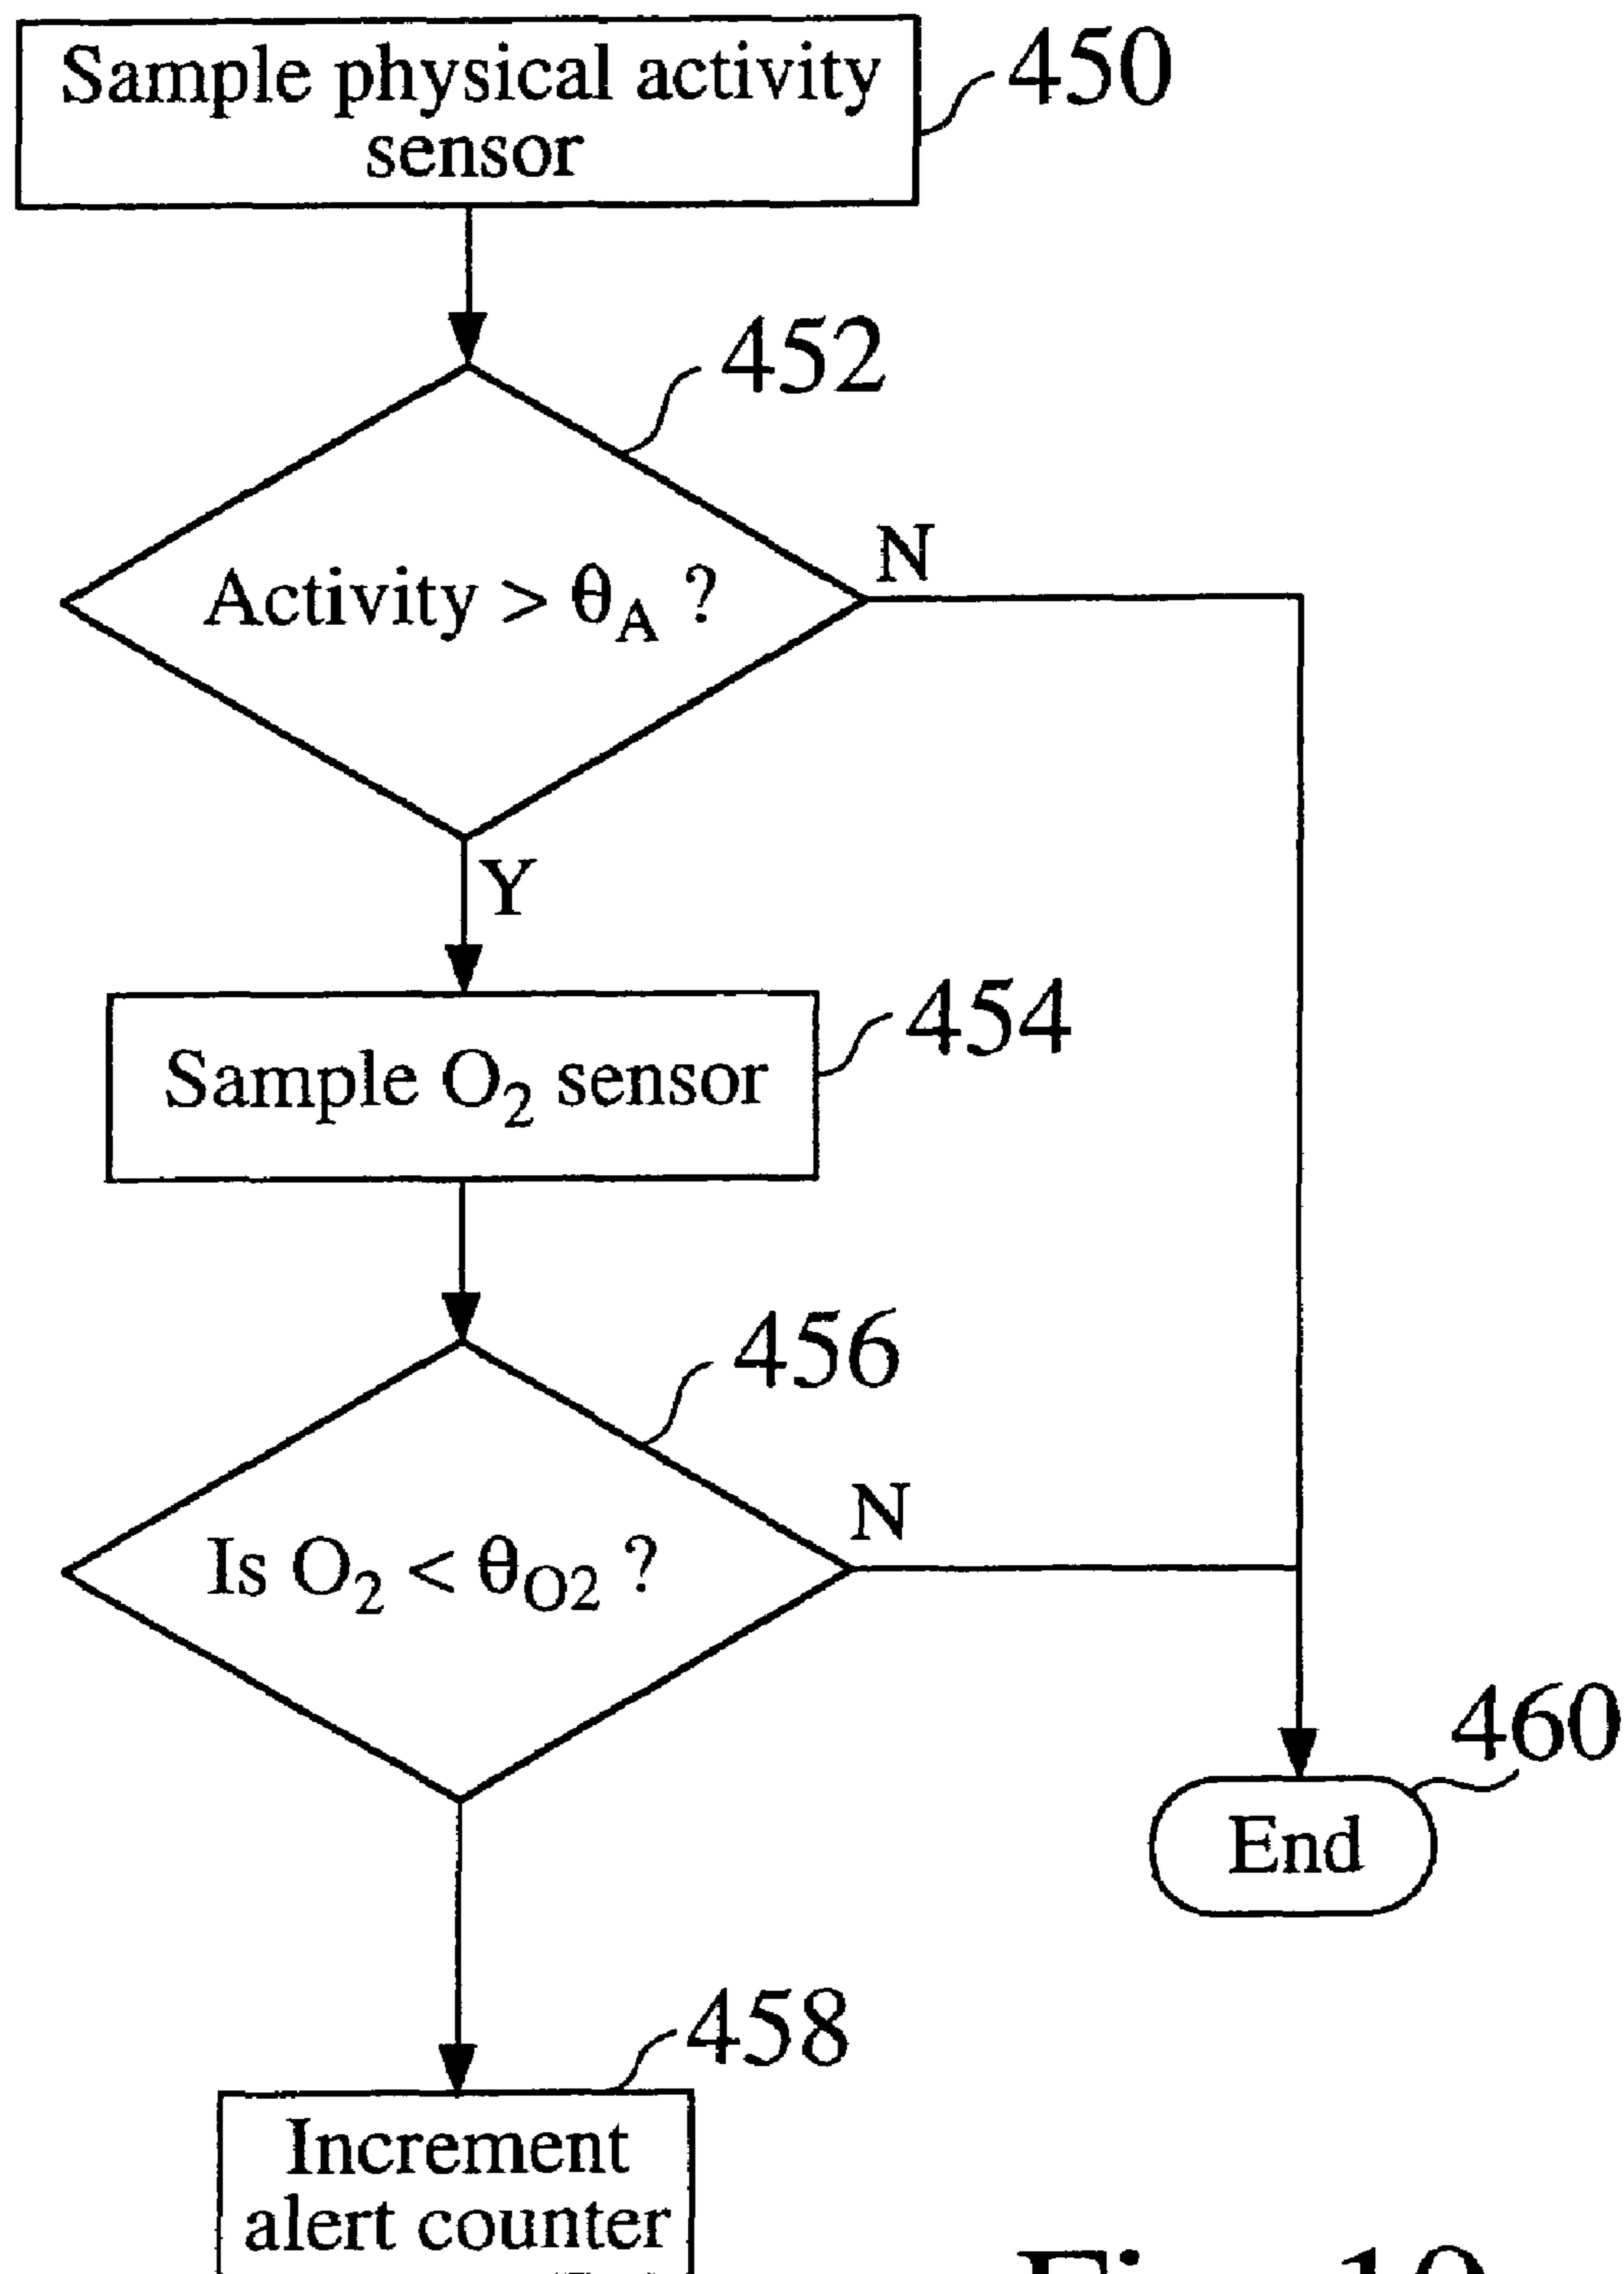 Sample physical activity
sensor
450
452
Activity > θA ?
N
Y
Sample O2 sensor
454
456
Is O2 < θO2 ?
N
460
End
458
Increment
alert counter